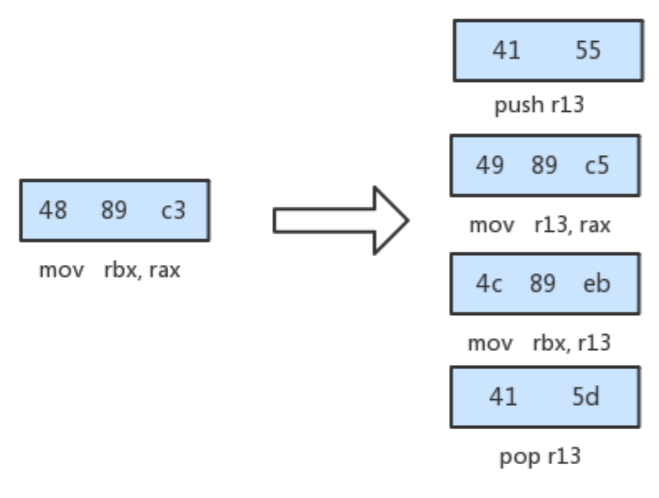 48 89 c3
mov rbx, rax
41 55
push r13
49 89 c5
mov r13, rax
4c 89 eb
mov rbx, r13
41 5d
pop r13